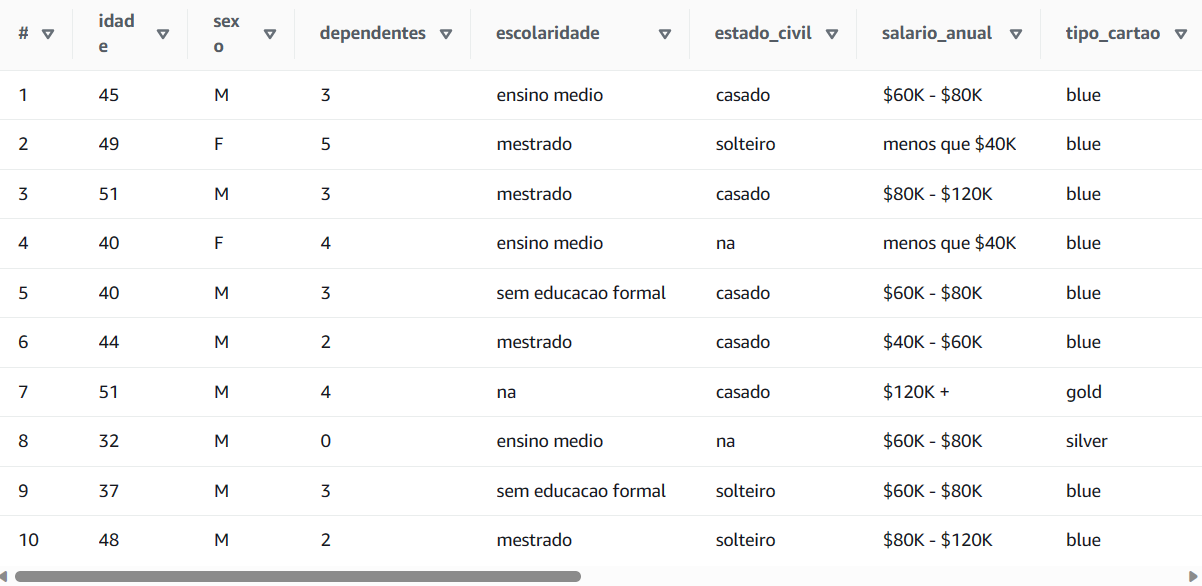 # idade sexo dependentes escolaridade estado_civil salario_anual tipo_cartao
1 45 M 3 ensino medio casado $60K - $80K blue
2 49 F 5 mestrado solteiro menos que $40K blue
3 51 M 3 mestrado casado $80K - $120K blue
4 40 F 4 ensino medio na menos que $40K blue
5 40 M 3 sem educacao formal casado $60K - $80K blue
6 44 M 2 mestrado casado $40K - $60K blue
7 51 M 4 na casado $120K + gold
8 32 M 0 ensino medio na $60K - $80K silver
9 37 M 3 sem educacao formal solteiro $60K - $80K blue
10 48 M 2 mestrado solteiro $80K - $120K blue